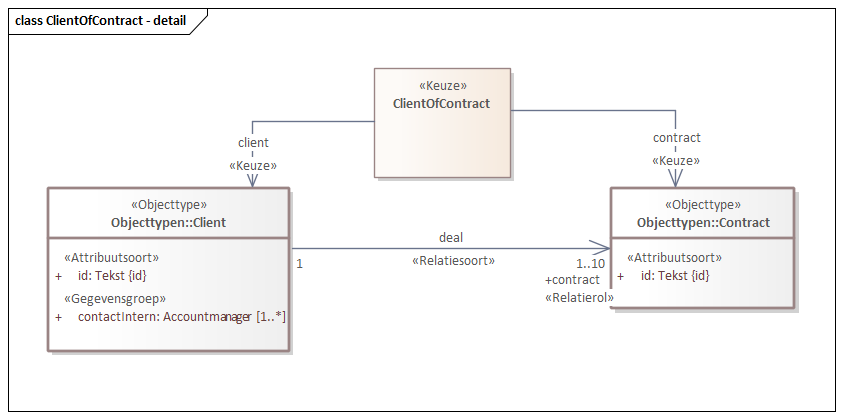 class ClientOfContract - detail
«Keuze»
ClientOfContract
client
«Keuze»
contract
«Keuze»
«Objecttype»
Objecttypen::Client
«Attribuutsoort»
+ id: Tekst {id}
«Gegevensgroep»
+ contactIntern: Accountmanager [1..*]
deal
«Relatiesoort»
1
1..10
+contract
«Relatierol»
«Objecttype»
Objecttypen::Contract
«Attribuutsoort»
+ id: Tekst {id}